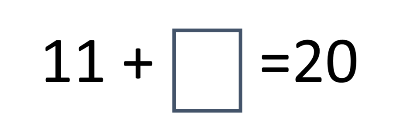 11 + □ =20